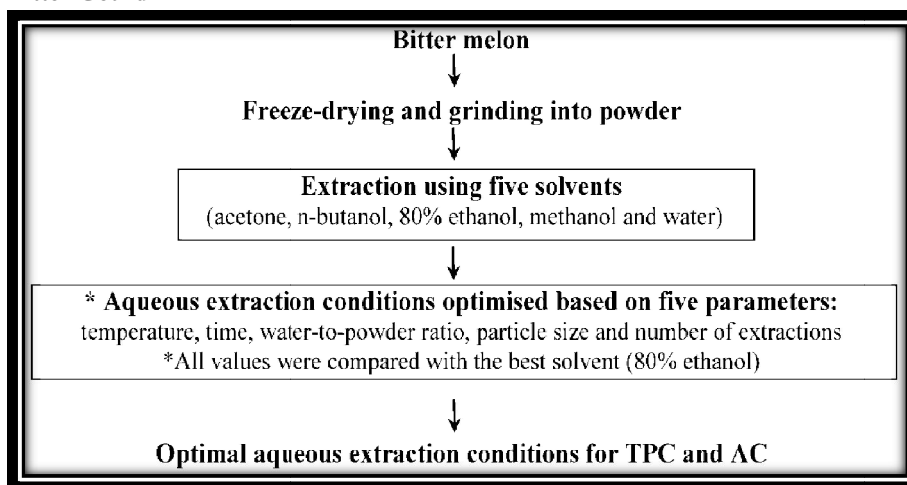 Bitter melon
Freeze-drying and grinding into powder
Extraction using five solvents
(acetone, n-butanol, 80% ethanol, methanol and water)
* Aqueous extraction conditions optimised based on five parameters:
temperature, time, water-to-powder ratio, particle size and number of extractions
*All values were compared with the best solvent (80% ethanol)
Optimal aqueous extraction conditions for TPC and AC